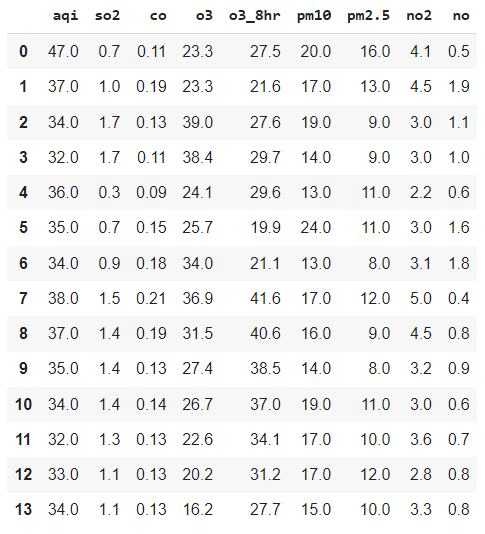 aqi so2 co o3 o3_8hr pm10 pm2.5 no2 no
0 47.0 0.7 0.11 23.3 27.5 20.0 16.0 4.1 0.5
1 37.0 1.0 0.19 23.3 21.6 17.0 13.0 4.5 1.9
2 34.0 1.7 0.13 39.0 27.6 19.0 9.0 3.0 1.1
3 32.0 1.7 0.11 38.4 29.7 14.0 9.0 3.0 1.0
4 36.0 0.3 0.09 24.1 29.6 13.0 11.0 2.2 0.6
5 35.0 0.7 0.15 25.7 19.9 24.0 11.0 3.0 1.6
6 34.0 0.9 0.18 34.0 21.1 13.0 8.0 3.1 1.8
7 38.0 1.5 0.21 36.9 41.6 17.0 12.0 5.0 0.4
8 37.0 1.4 0.19 31.5 40.6 16.0 9.0 4.5 0.8
9 35.0 1.4 0.13 27.4 38.5 14.0 8.0 3.2 0.9
10 34.0 1.4 0.14 26.7 37.0 19.0 11.0 3.0 0.6
11 32.0 1.3 0.13 22.6 34.1 17.0 10.0 3.6 0.7
12 33.0 1.1 0.13 20.2 31.2 17.0 12.0 2.8 0.8
13 34.0 1.1 0.13 16.2 27.7 15.0 10.0 3.3 0.8